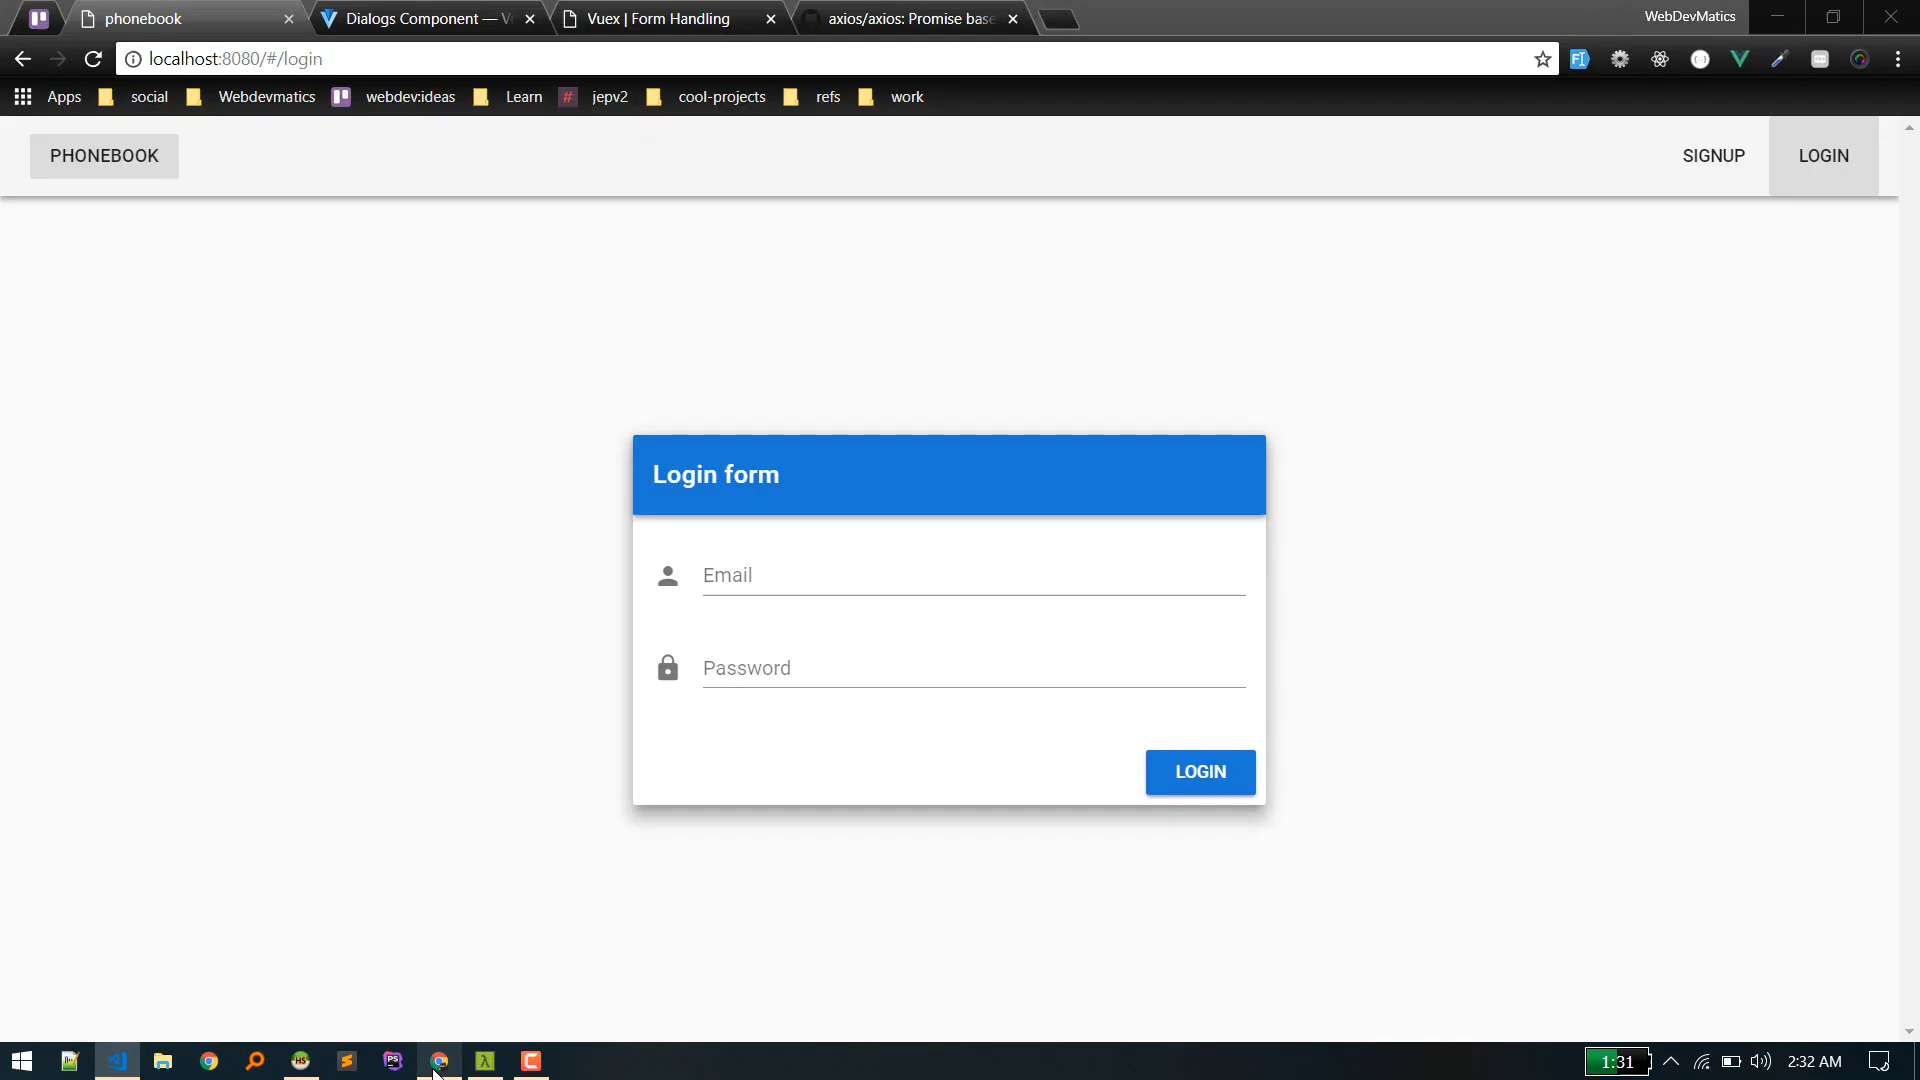 phonebook
Dialogs Component — V
Vuex | Form Handling
axios/axios: Promise base
WebDevMatics
localhost:8080/#/login
Apps
social
Webdevmatics
webdev:ideas
Learn
# jepv2
cool-projects
refs
work
PHONEBOOK
SIGNUP
LOGIN
Login form
Email
Password
LOGIN
HS
PS
1:31
2:32 AM